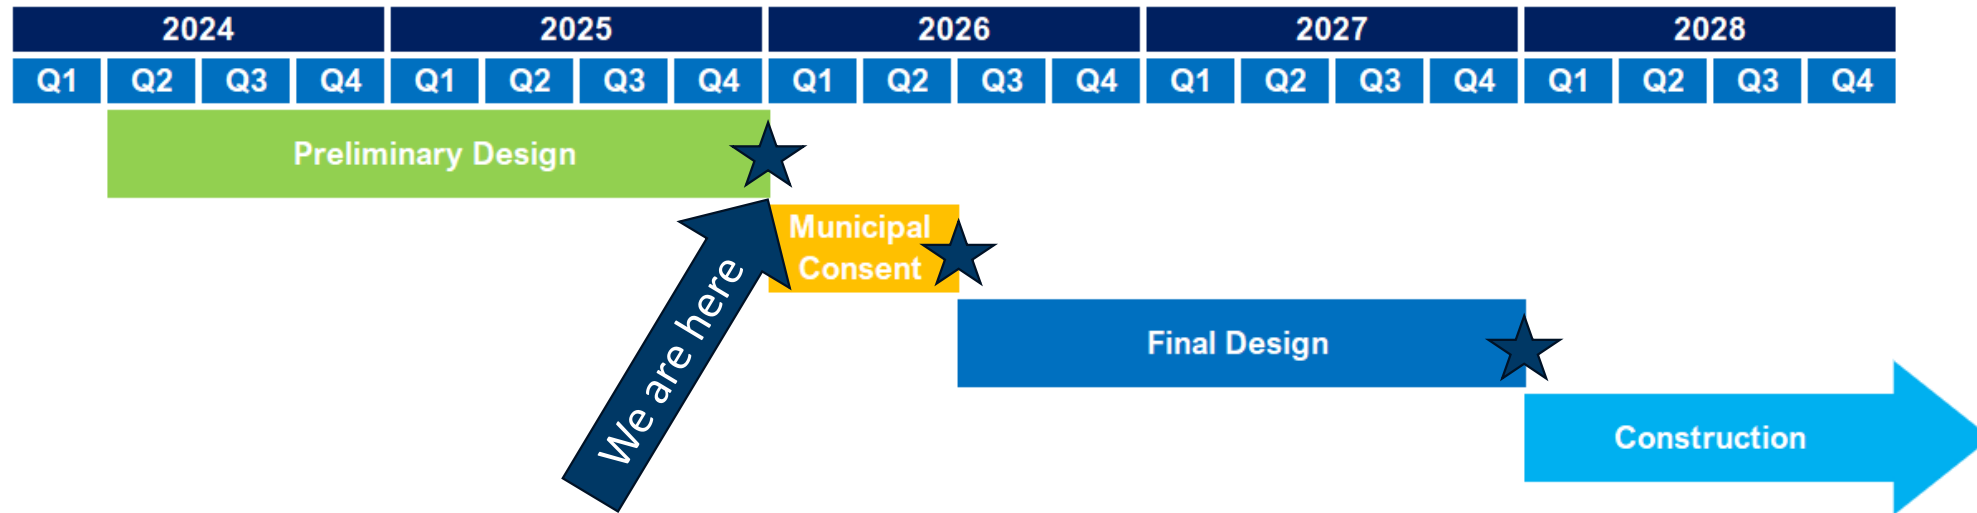 2024 2025 2026 2027 2028
Q1 Q2 Q3 Q4 Q1 Q2 Q3 Q4 Q1 Q2 Q3 Q4 Q1 Q2 Q3 Q4 Q1 Q2 Q3 Q4
Preliminary Design
Municipal
Consent
We are here
Final Design
Construction